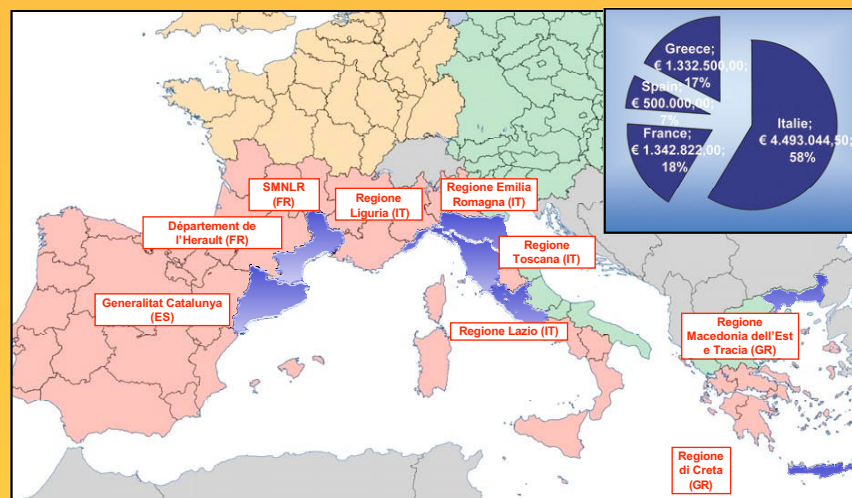 Greece;
€ 1.332.500,00;
17%
Spain;
€ 500.000,00;
7%
France;
€ 1.342.822,00;
18%
Italie;
€ 4.493.044,50;
58%
SMNLR
(FR)
Regione
Liguria (IT)
Regione Emilia
Romagna (IT)
Département de
l'Herault (FR)
Regione
Toscana (IT)
Generalitat Catalunya
(ES)
Regione Lazio (IT)
Regione
Macedonia dell'Est
e Tracia (GR)
Regione
di Creta
(GR)